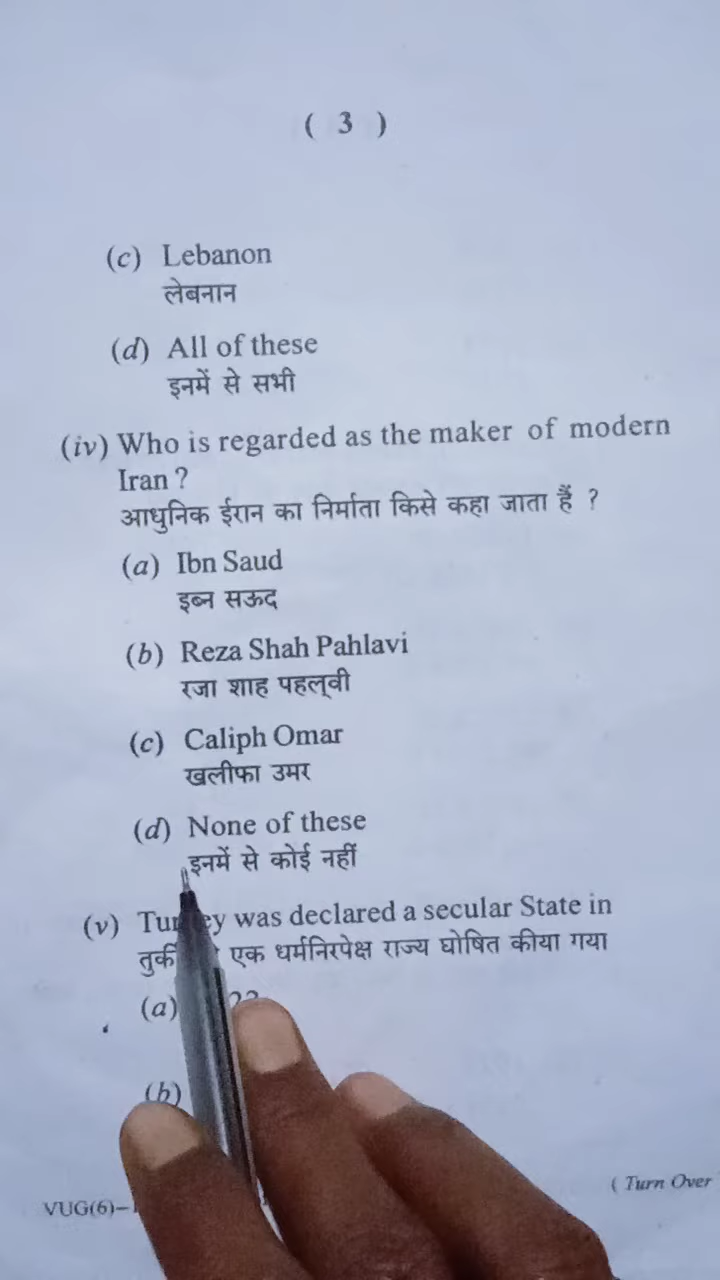 ( 3 )
(c) Lebanon
लेबनान
(d) All of these
इनमें से सभी
(iv) Who is regarded as the maker of modern
Iran ?
आधुनिक ईरान का निर्माता किसे कहा जाता हैं ?
(a) Ibn Saud
इब्न सऊद
(b) Reza Shah Pahlavi
रजा शाह पहल्वी
(c) Caliph Omar
खलीफा उमर
(d) None of these
इनमें से कोई नहीं
(v) was declared a secular State in
एक धर्मनिरपेक्ष राज्य घोषित कीया गया
(a)
(b)
( Turn Over
VUG(6)–